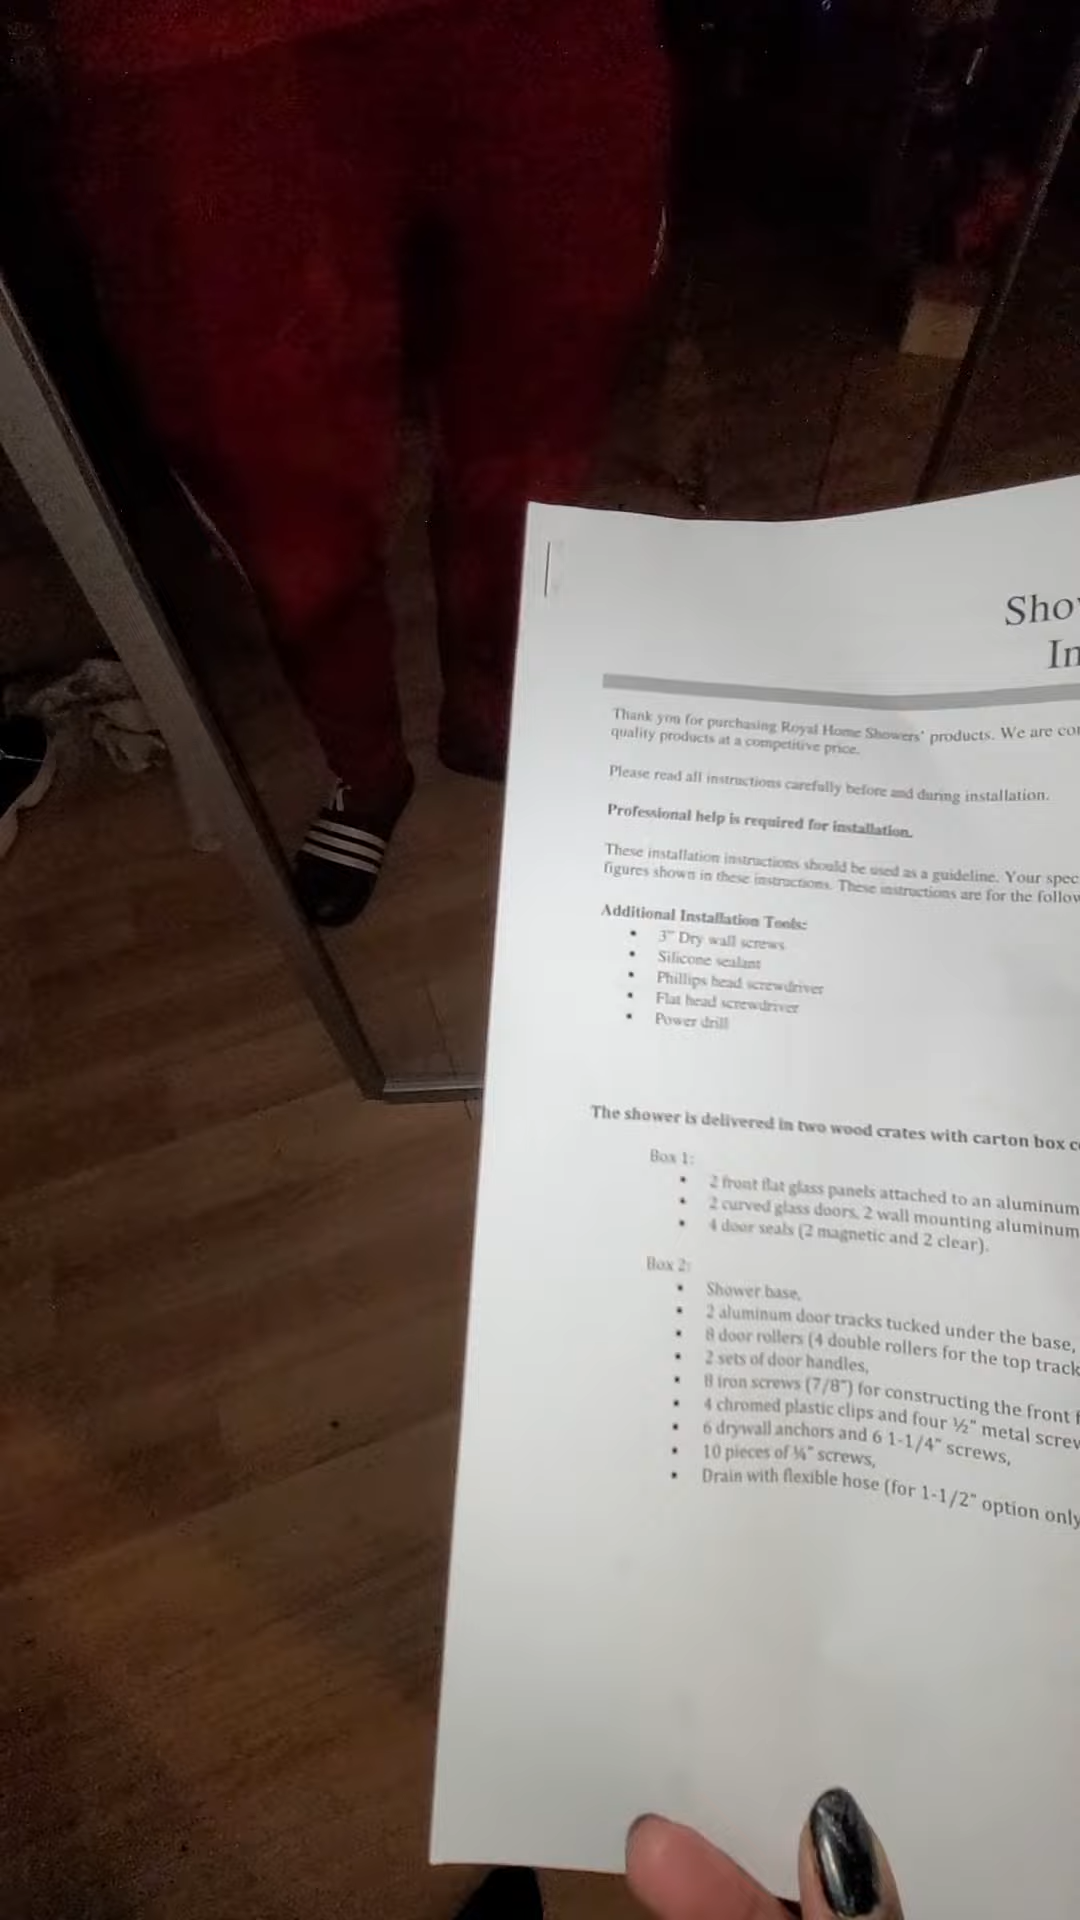 Sho
In
Thank you for purchasing Royal Home Showers' products. We are
quality products at a competitive price.
Please read all instructions carefully before and during installation.
Professional help is required for installation.
These installation instructions should be used as a guideline. Your
figures shown in these instructions. These instructions are for the
Additional Installation Tools:
• 3" Dry wall screws
• Silicone sealant
• Phillips head screwdriver
• Flat head screwdriver
• Power drill
The shower is delivered in two wood crates with carton box
Box 1:
• 2 front flat glass panels attached to an aluminum
• 2 curved glass doors, 2 wall mounting aluminum
• 4 door seals (2 magnetic and 2 clear).
Box 2:
• Shower base,
• 2 aluminum door tracks tucked under the base,
• 8 door rollers (4 double rollers for the top track
• 2 sets of door handles,
• 8 iron screws (7/8") for constructing the front
• 4 chromed plastic clips and four ½" metal
• 6 drywall anchors and 6 1-1/4" screws,
• 10 pieces of ¼" screws,
• Drain with flexible hose (for 1-1/2" option only